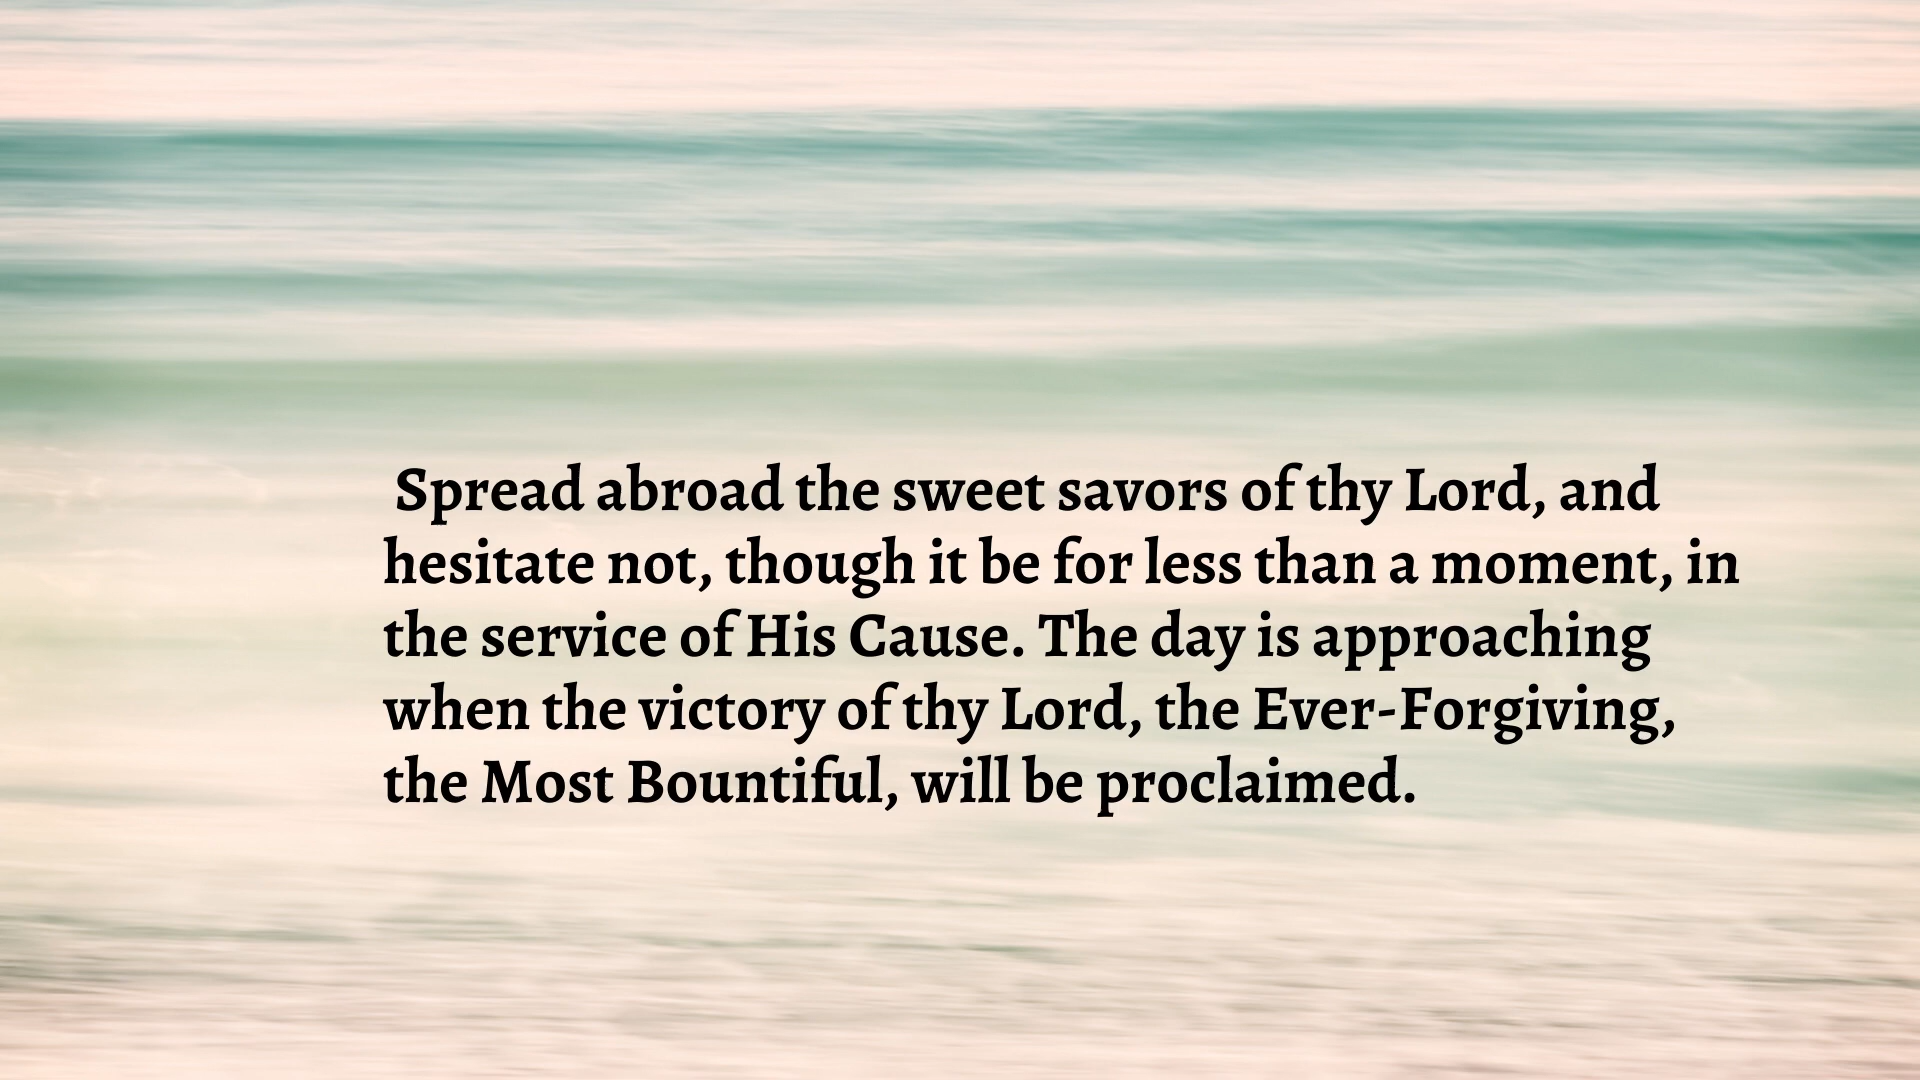 Spread abroad the sweet savors of thy Lord, and
hesitate not, though it be for less than a moment, in
the service of His Cause. The day is approaching
when the victory of thy Lord, the Ever-Forgiving,
the Most Bountiful, will be proclaimed.